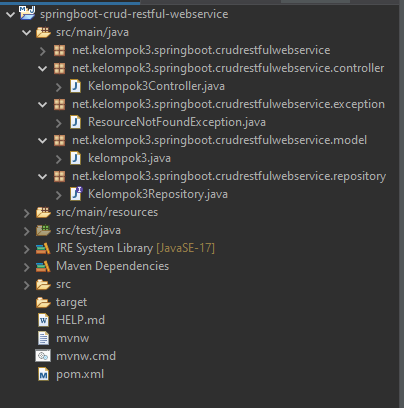 springboot-crud-restful-webservice
src/main/java
net.kelompok3.springboot.crudrestfulwebservice
net.kelompok3.springboot.crudrestfulwebservice.controller
Kelompok3Controller.java
net.kelompok3.springboot.crudrestfulwebservice.exception
ResourceNotFoundException.java
net.kelompok3.springboot.crudrestfulwebservice.model
kelompok3.java
net.kelompok3.springboot.crudrestfulwebservice.repository
Kelompok3Repository.java
src/main/resources
src/test/java
JRE System Library [JavaSE-17]
Maven Dependencies
src
target
HELP.md
mvnw
mvnw.cmd
pom.xml